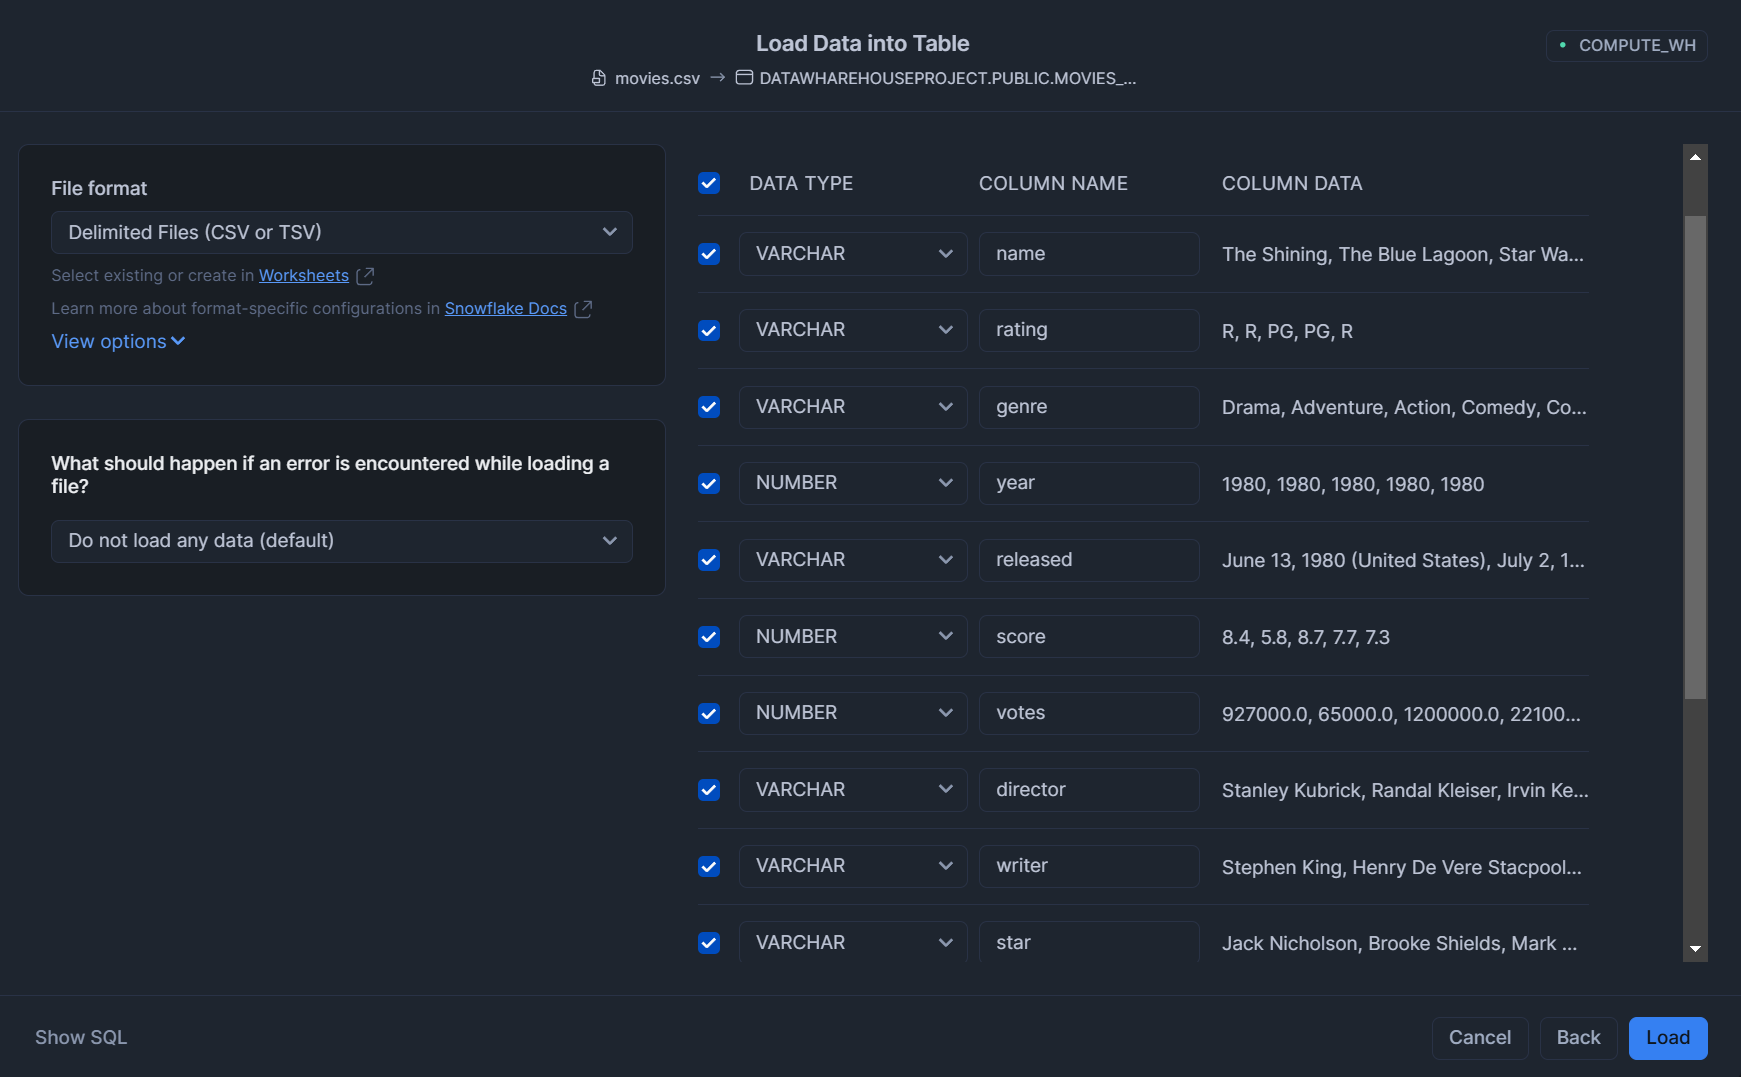 Load Data into Table
movies.csv → DATAWHAREHOUSEPROJECT.PUBLIC.MOVIES_...
COMPUTE_WH
File format
Delimited Files (CSV or TSV)
Select existing or create in Worksheets
Learn more about format-specific configurations in Snowflake Docs
View options
What should happen if an error is encountered while loading a
file?
Do not load any data (default)
DATA TYPE COLUMN NAME COLUMN DATA
VARCHAR name The Shining, The Blue Lagoon, Star Wa...
VARCHAR rating R, R, PG, PG, R
VARCHAR genre Drama, Adventure, Action, Comedy, Co...
NUMBER year 1980, 1980, 1980, 1980, 1980
VARCHAR released June 13, 1980 (United States), July 2, 1...
NUMBER score 8.4, 5.8, 8.7, 7.7, 7.3
NUMBER votes 927000.0, 65000.0, 1200000.0, 22100...
VARCHAR director Stanley Kubrick, Randal Kleiser, Irvin Ke...
VARCHAR writer Stephen King, Henry De Vere Stacpool...
VARCHAR star Jack Nicholson, Brooke Shields, Mark ...
Show SQL
Cancel Back Load